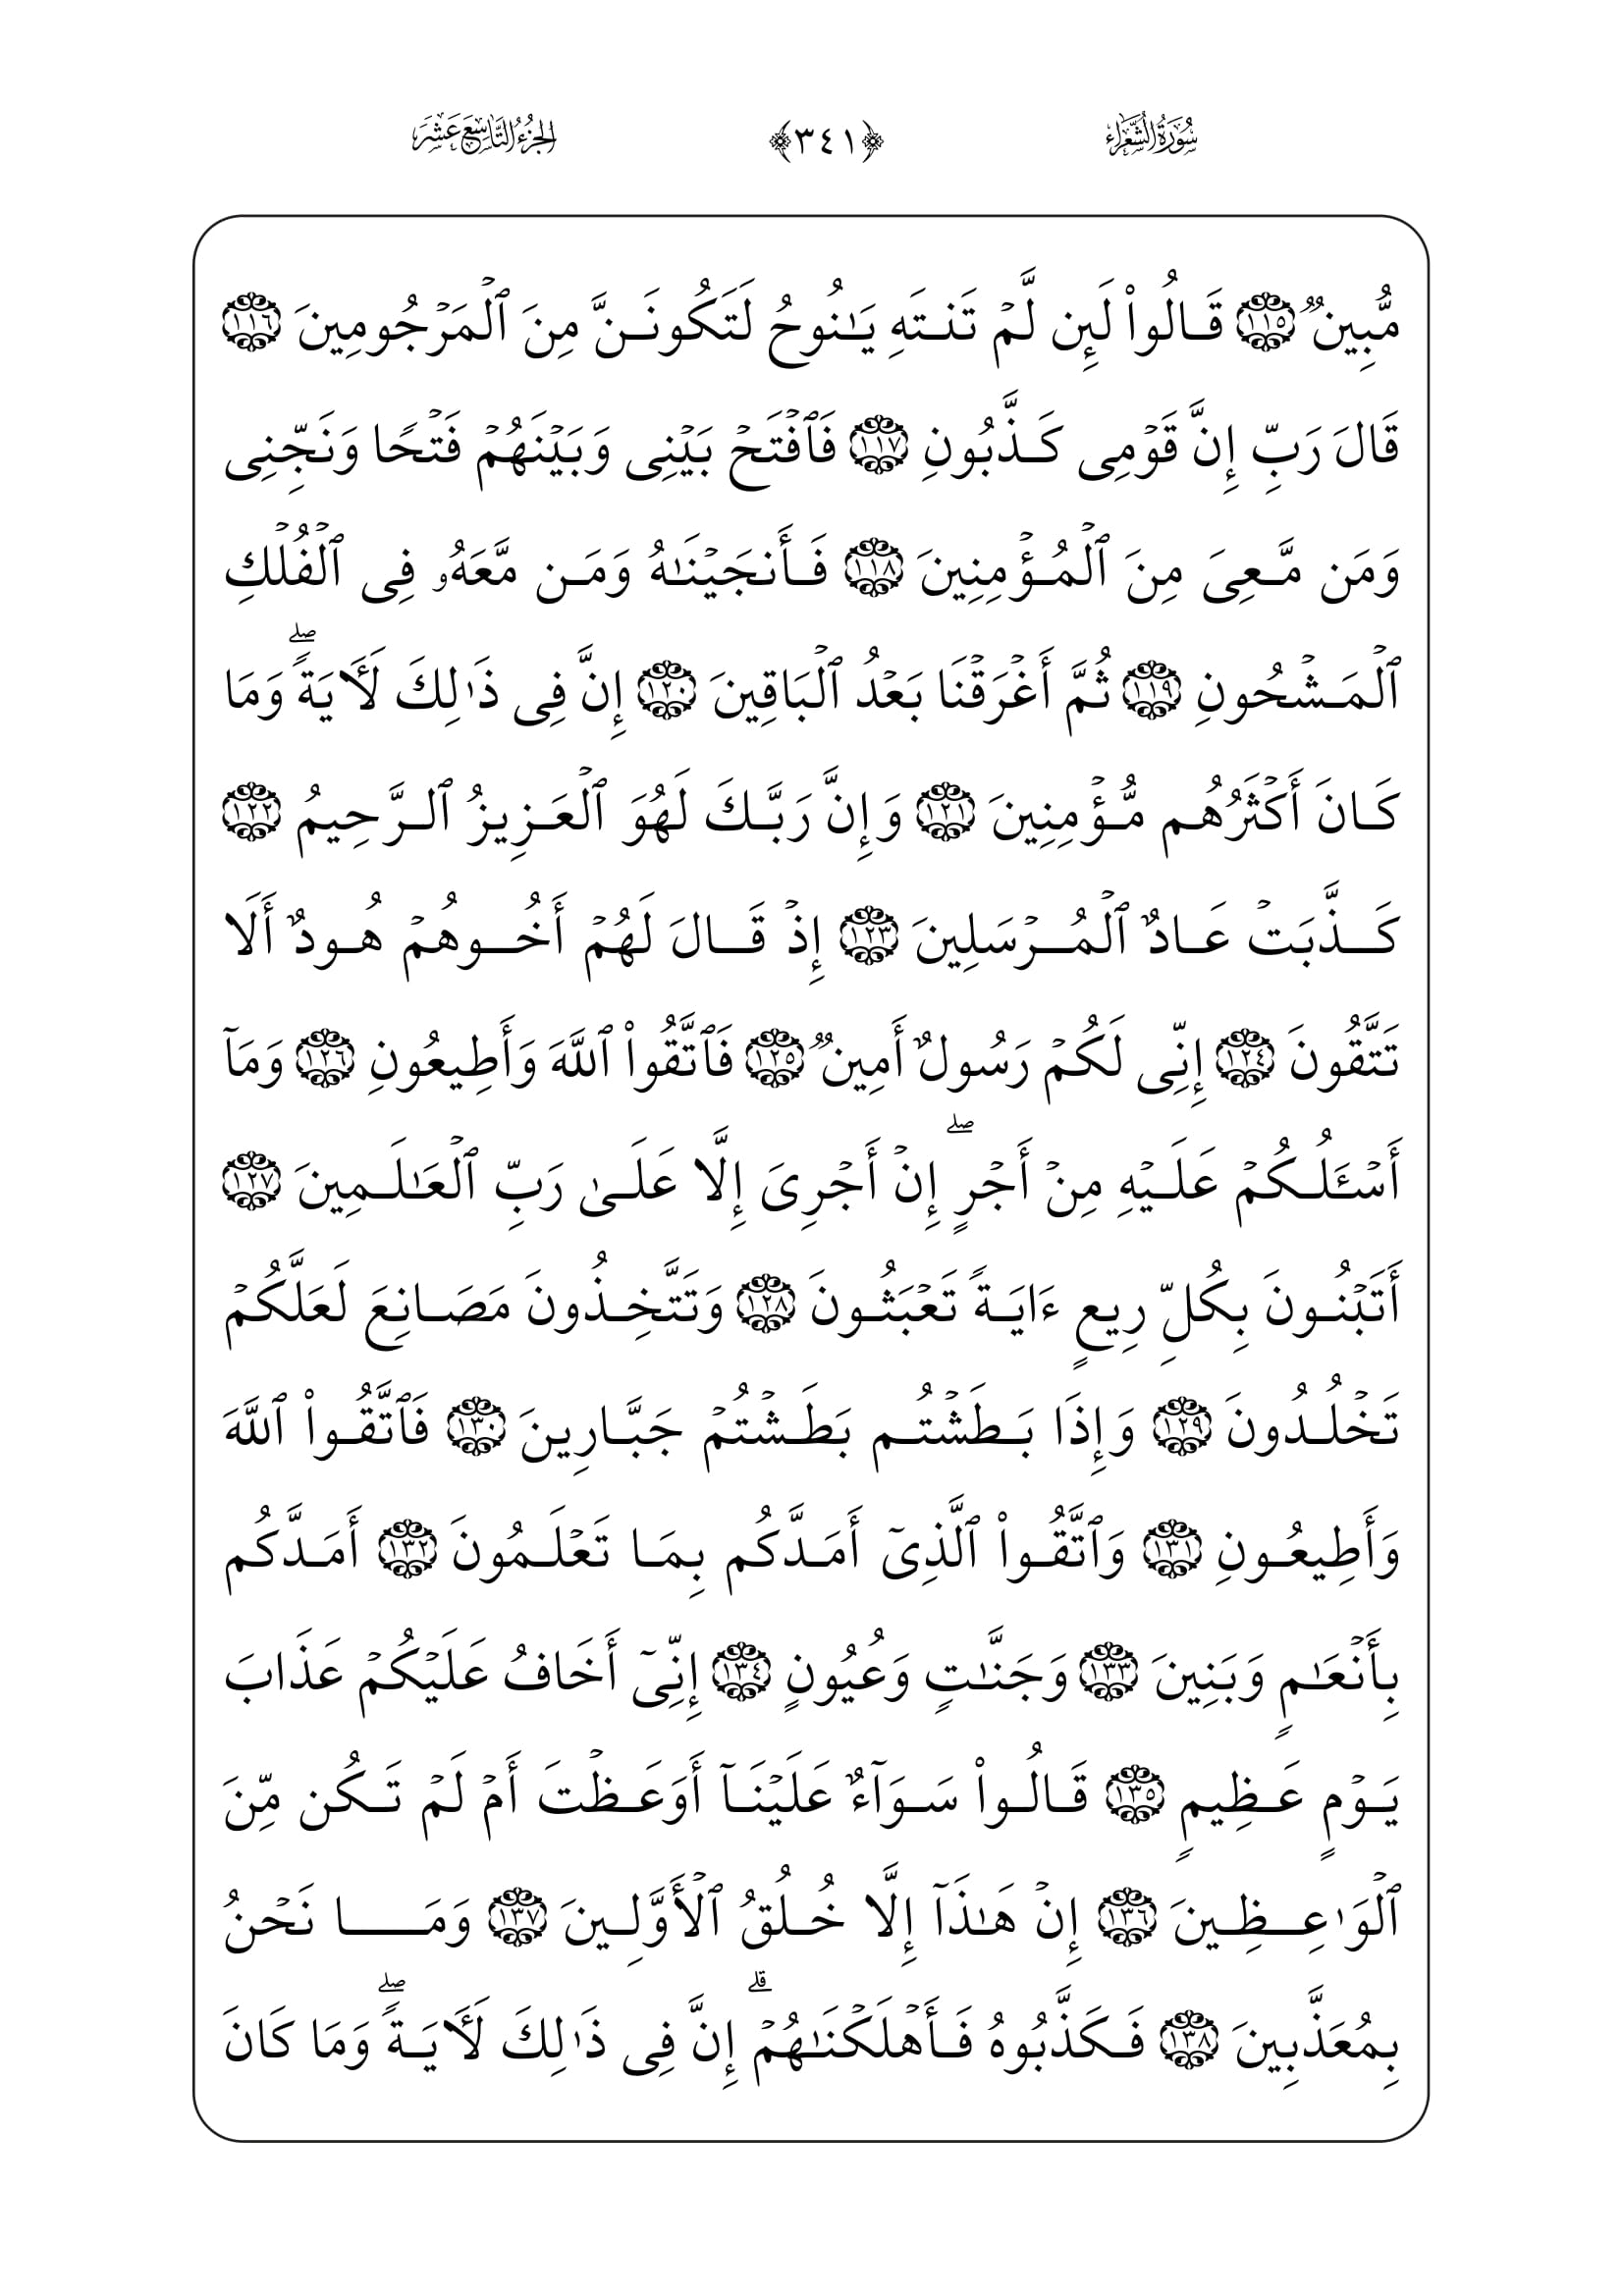 سُورَةُ الشُّعَرَاءِ ﴿٣٤١﴾ الجُزْءُ التَّاسِعَ عَشَرَ
مُّبِينٌ ١١٥ قَالُوا۟ لَئِن لَّمْ تَنتَهِ يَـٰنُوحُ لَتَكُونَنَّ مِنَ ٱلْمَرْجُومِينَ ١١٦
قَالَ رَبِّ إِنَّ قَوْمِى كَذَّبُونِ ١١٧ فَٱفْتَحْ بَيْنِى وَبَيْنَهُمْ فَتْحًا وَنَجِّنِى
وَمَن مَّعِىَ مِنَ ٱلْمُؤْمِنِينَ ١١٨ فَأَنجَيْنَـٰهُ وَمَن مَّعَهُۥ فِى ٱلْفُلْكِ
ٱلْمَشْحُونِ ١١٩ ثُمَّ أَغْرَقْنَا بَعْدُ ٱلْبَاقِينَ ١٢٠ إِنَّ فِى ذَٰلِكَ لَـَٔايَةً ۖ وَمَا
كَانَ أَكْثَرُهُم مُّؤْمِنِينَ ١٢١ وَإِنَّ رَبَّكَ لَهُوَ ٱلْعَزِيزُ ٱلرَّحِيمُ ١٢٢
كَذَّبَتْ عَادٌ ٱلْمُرْسَلِينَ ١٢٣ إِذْ قَالَ لَهُمْ أَخُوهُمْ هُودٌ أَلَا
تَتَّقُونَ ١٢٤ إِنِّى لَكُمْ رَسُولٌ أَمِينٌ ١٢٥ فَٱتَّقُوا۟ ٱللَّهَ وَأَطِيعُونِ ١٢٦ وَمَآ
أَسْـَٔلُكُمْ عَلَيْهِ مِنْ أَجْرٍ ۖ إِنْ أَجْرِىَ إِلَّا عَلَىٰ رَبِّ ٱلْعَـٰلَمِينَ ١٢٧
أَتَبْنُونَ بِكُلِّ رِيعٍ ءَايَةً تَعْبَثُونَ ١٢٨ وَتَتَّخِذُونَ مَصَانِعَ لَعَلَّكُمْ
تَخْلُدُونَ ١٢٩ وَإِذَا بَطَشْتُم بَطَشْتُمْ جَبَّارِينَ ١٣٠ فَٱتَّقُوا۟ ٱللَّهَ
وَأَطِيعُونِ ١٣١ وَٱتَّقُوا۟ ٱلَّذِىٓ أَمَدَّكُم بِمَا تَعْلَمُونَ ١٣٢ أَمَدَّكُم
بِأَنْعَـٰمٍ وَبَنِينَ ١٣٣ وَجَنَّـٰتٍ وَعُيُونٍ ١٣٤ إِنِّىٓ أَخَافُ عَلَيْكُمْ عَذَابَ
يَوْمٍ عَظِيمٍ ١٣٥ قَالُوا۟ سَوَآءٌ عَلَيْنَآ أَوَعَظْتَ أَمْ لَمْ تَكُن مِّنَ
ٱلْوَٰعِظِينَ ١٣٦ إِنْ هَـٰذَآ إِلَّا خُلُقُ ٱلْأَوَّلِينَ ١٣٧ وَمَا نَحْنُ
بِمُعَذَّبِينَ ١٣٨ فَكَذَّبُوهُ فَأَهْلَكْنَـٰهُمْ ۗ إِنَّ فِى ذَٰلِكَ لَـَٔايَةً ۖ وَمَا كَانَ